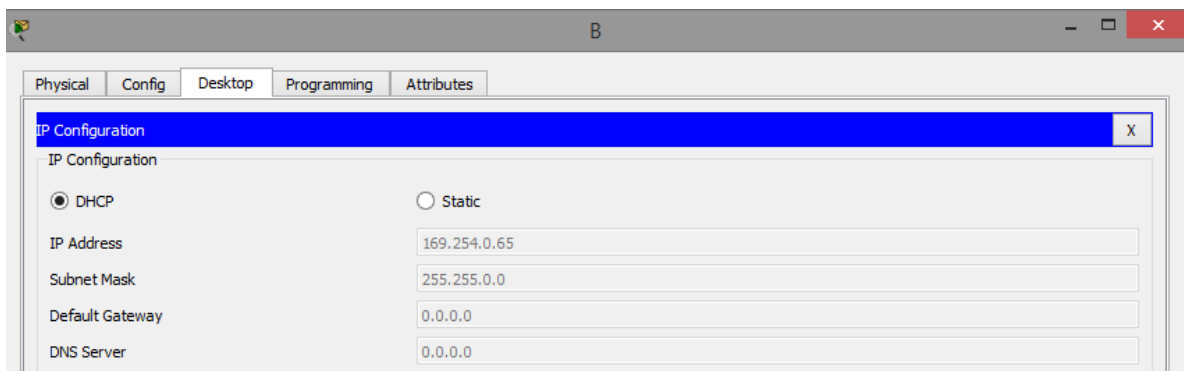 B
Physical Config Desktop Programming Attributes
IP Configuration X
IP Configuration
DHCP Static
IP Address 169.254.0.65
Subnet Mask 255.255.0.0
Default Gateway 0.0.0.0
DNS Server 0.0.0.0